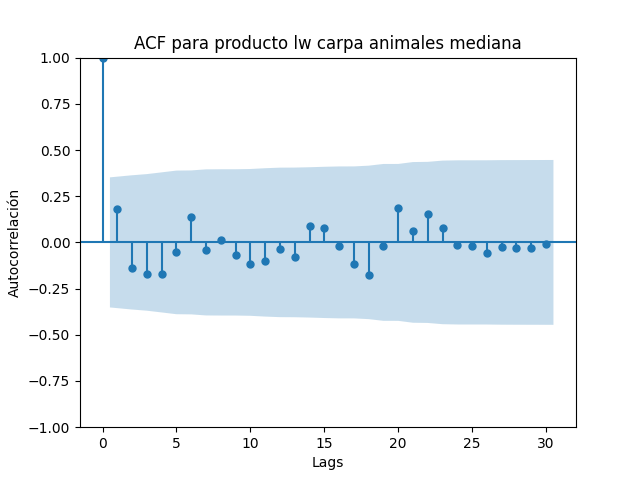 ACF para producto lw carpa animales mediana
1.00
0.75
0.50
0.25
0.00
−0.25
−0.50
−0.75
−1.00
Autocorrelación
0 5 10 15 20 25 30
Lags